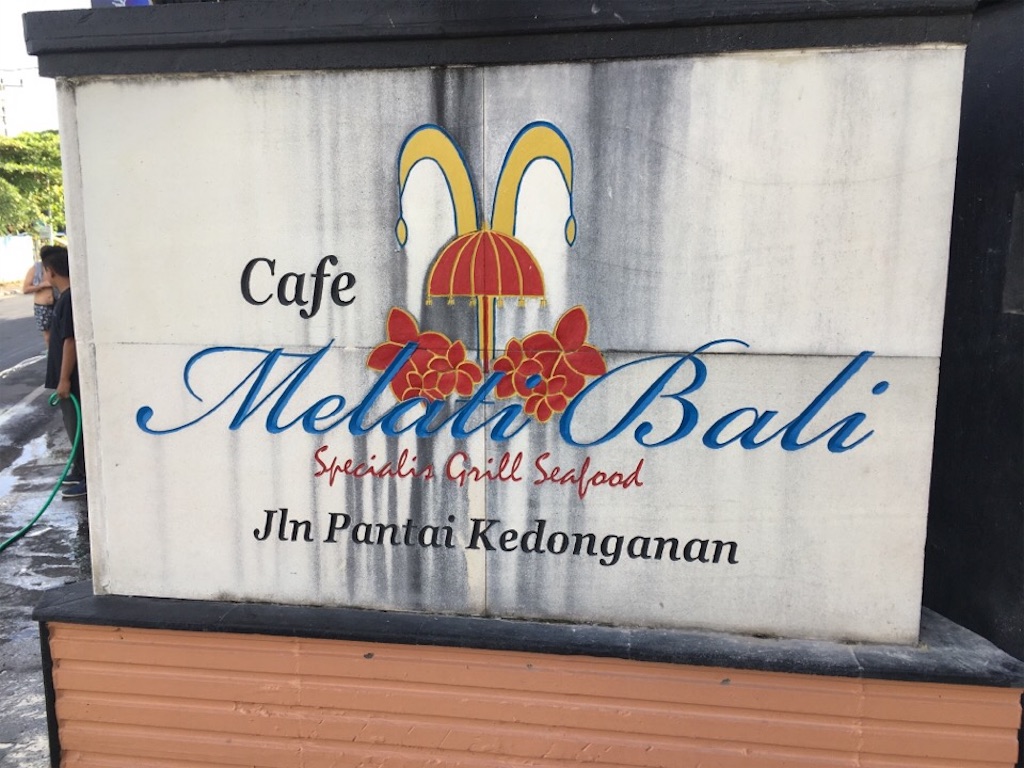 Cafe
Melati Bali
Specialis Grill Seafood
Jln Pantai Kedonganan